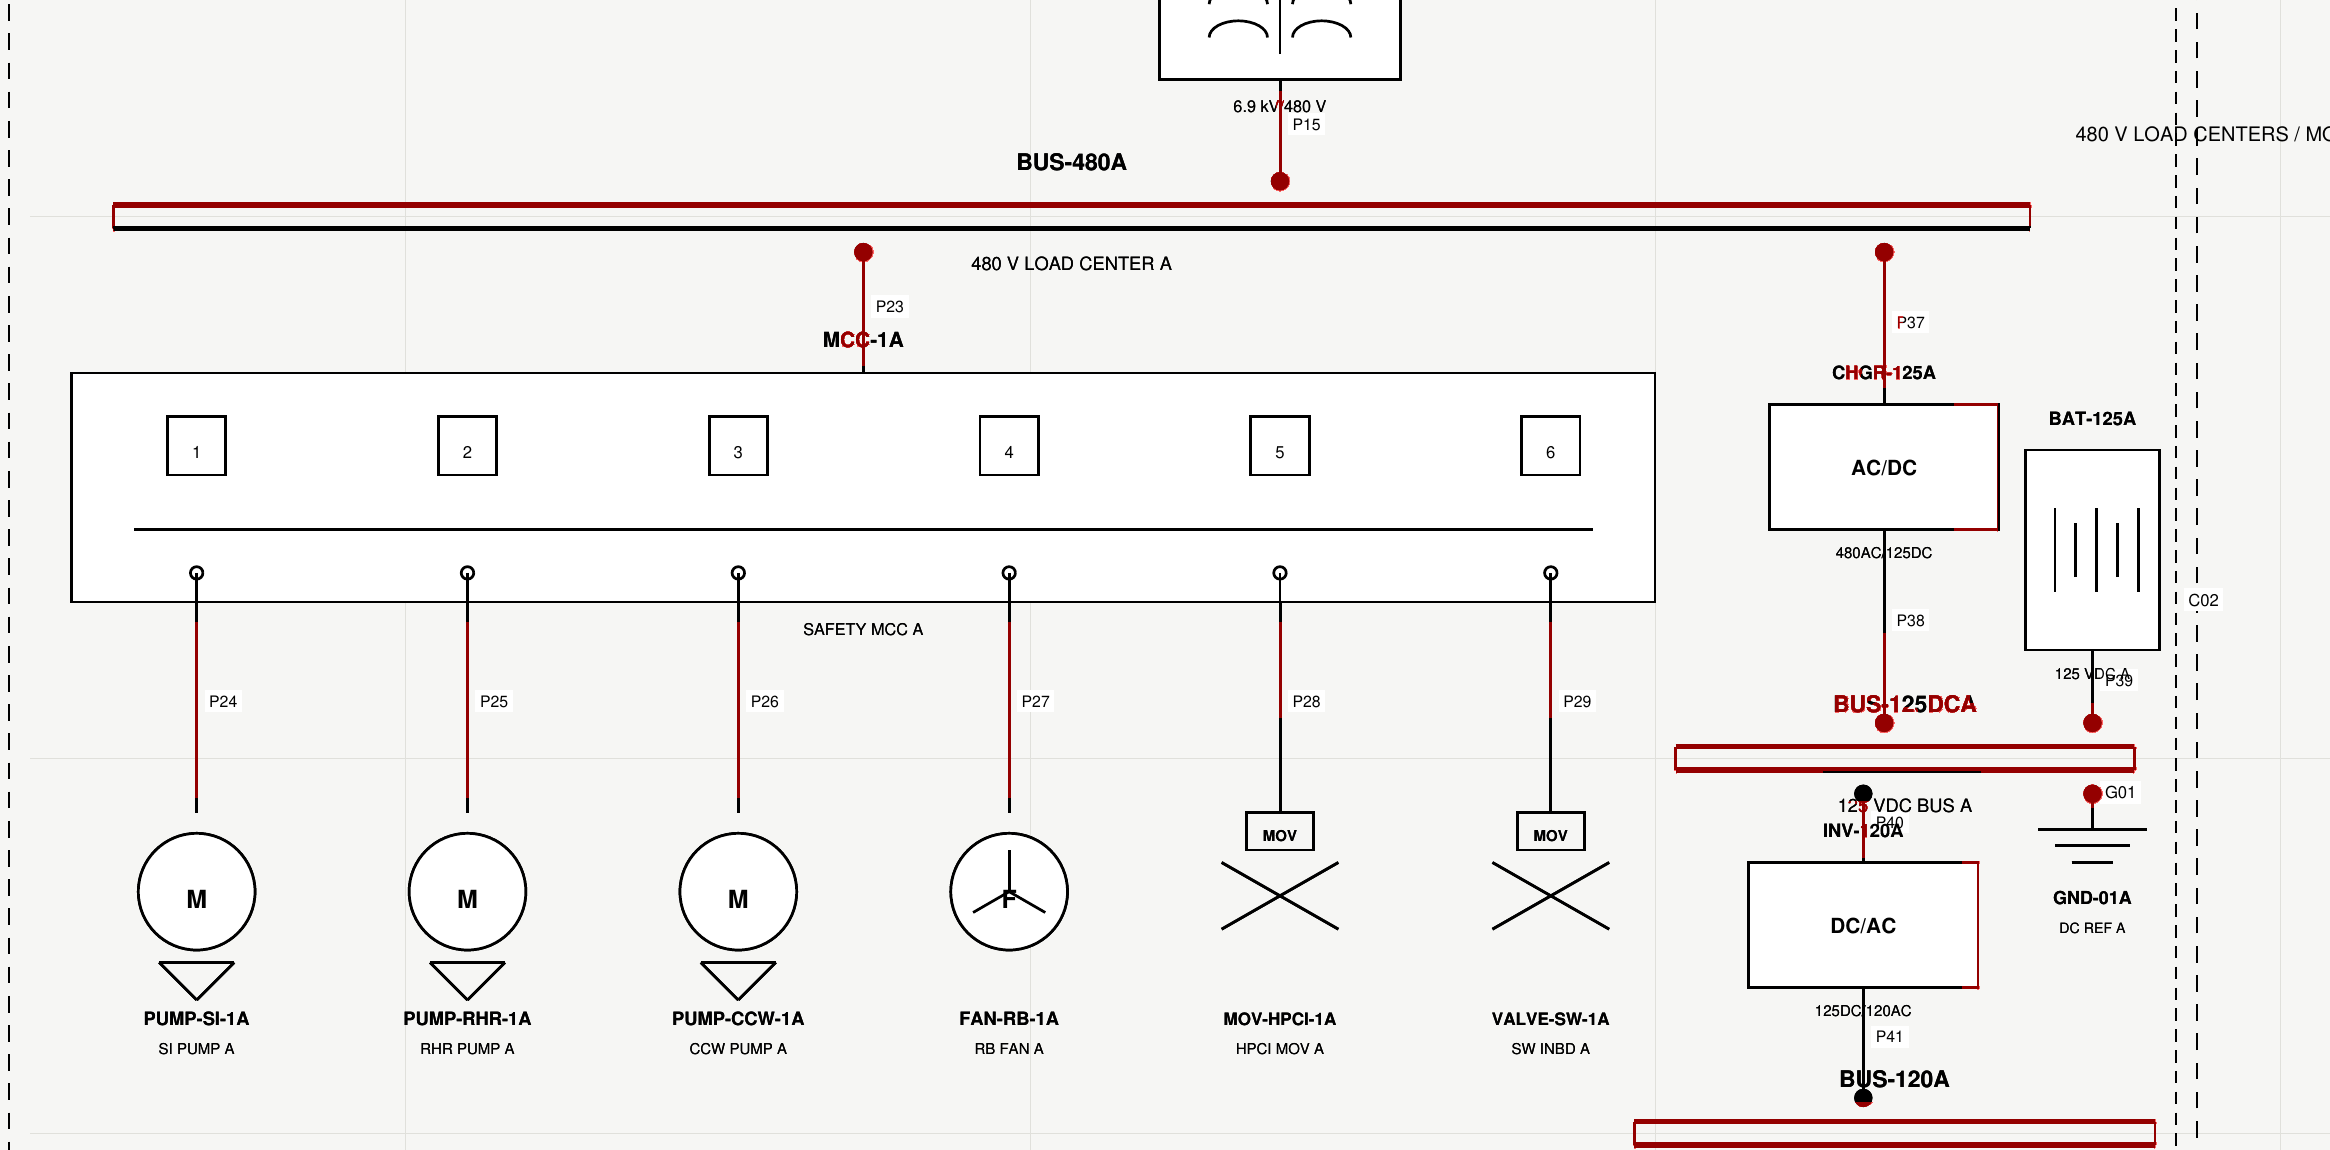 6.9 kV/480 V
P15
480 V LOAD CENTERS / MC
BUS-480A
480 V LOAD CENTER A
P23
P37
MCC-1A
CHGR-125A
BAT-125A
1 2 3 4 5 6
AC/DC
480AC/125DC
C02
P38
SAFETY MCC A
125 VDC A
P39
P24 P25 P26 P27 P28 P29
BUS-125DCA
G01
125 VDC BUS A
P40
INV-120A
MOV MOV
M M M F
GND-01A
DC REF A
DC/AC
125DC/120AC
PUMP-SI-1A PUMP-RHR-1A PUMP-CCW-1A FAN-RB-1A MOV-HPCI-1A VALVE-SW-1A
SI PUMP A RHR PUMP A CCW PUMP A RB FAN A HPCI MOV A SW INBD A
P41
BUS-120A